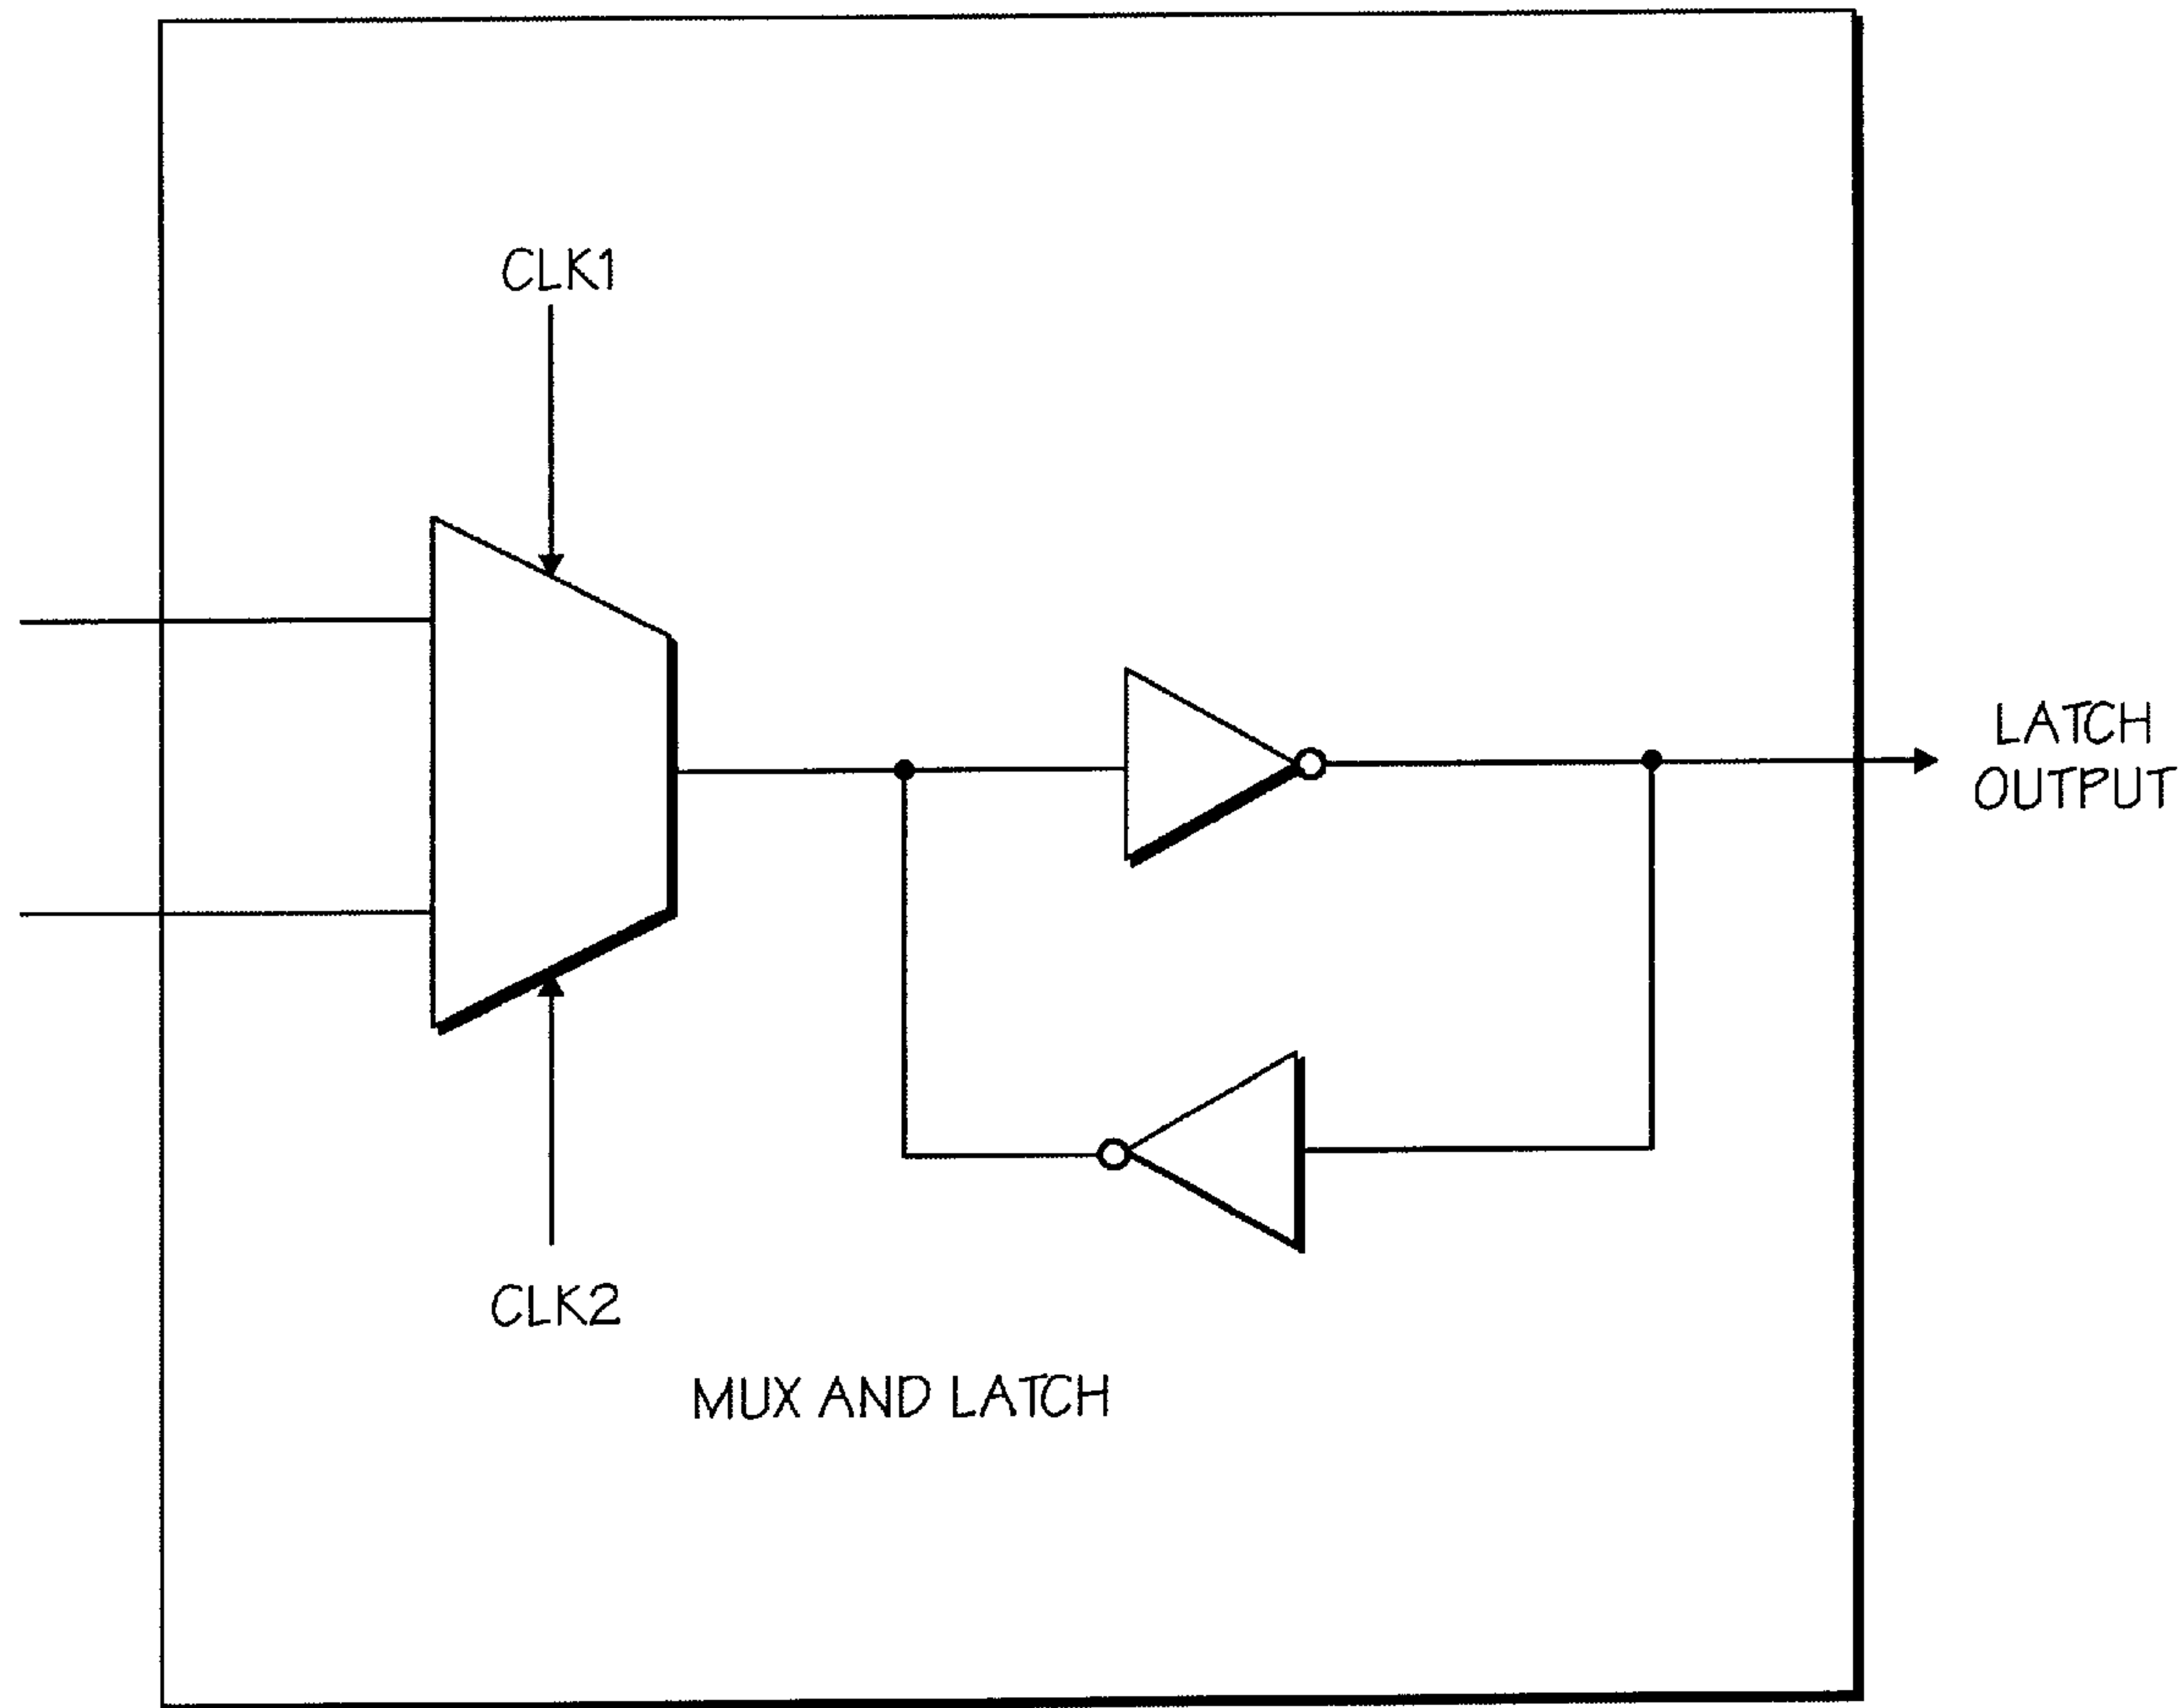 CLK1
LATCH
OUTPUT
CLK2
MUX AND LATCH